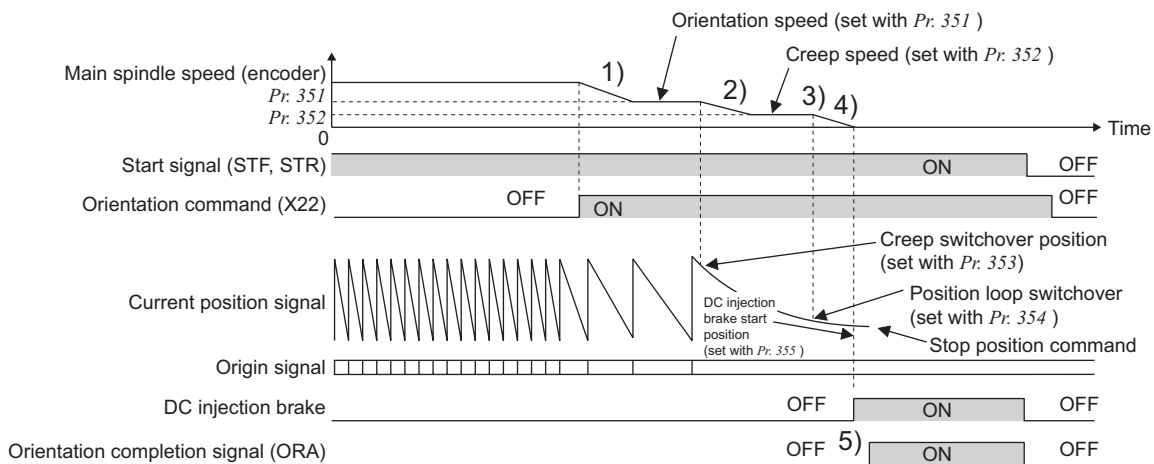 Orientation speed (set with Pr. 351 )
Creep speed (set with Pr. 352 )
Main spindle speed (encoder)
1)
2)
3)
4)
Pr. 351
Pr. 352
0
Time
Start signal (STF, STR)
ON
OFF
Orientation command (X22)
OFF
ON
OFF
Creep switchover position
(set with Pr. 353)
Current position signal
DC injection
brake start
position
(set with Pr. 355 )
Position loop switchover
(set with Pr. 354 )
Stop position command
Origin signal
DC injection brake
OFF
ON
OFF
Orientation completion signal (ORA)
OFF
5)
ON
OFF